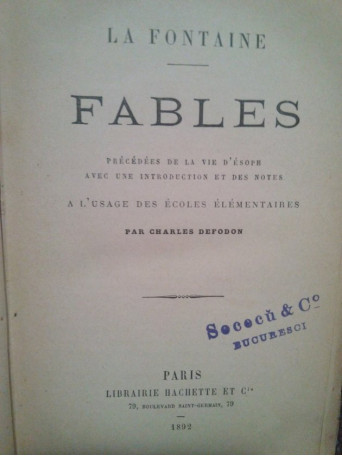 LA FONTAINE
FABLES
PRÉCÉDÉES DE LA VIE D'ÉSOPE
AVEC UNE INTRODUCTION ET DES NOTES
A L'USAGE DES ÉCOLES ÉLÉMENTAIRES
PAR CHARLES DEFODON
Sococŭ & Cº
BUCURESCI
PARIS
LIBRAIRIE HACHETTE ET Cⁱᵉ
79, BOULEVARD SAINT-GERMAIN, 79
1892